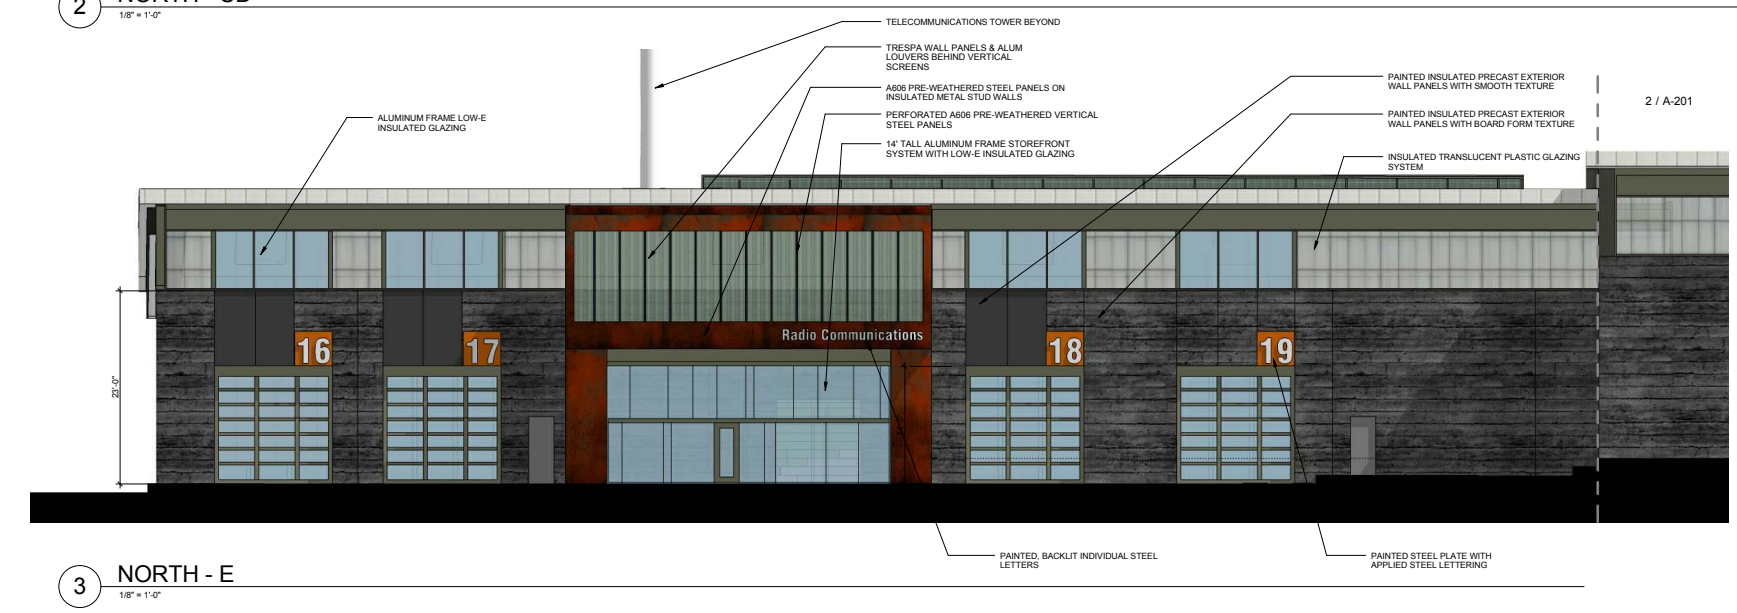 2
1/8" = 1'-0"
TELECOMMUNICATIONS TOWER BEYOND
TRESPA WALL PANELS & ALUM
LOUVERS BEHIND VERTICAL
SCREENS
A606 PRE-WEATHERED STEEL PANELS ON
INSULATED METAL STUD WALLS
PERFORATED A606 PRE-WEATHERED VERTICAL
STEEL PANELS
14' TALL ALUMINUM FRAME STOREFRONT
SYSTEM WITH LOW-E INSULATED GLAZING
ALUMINUM FRAME LOW-E
INSULATED GLAZING
PAINTED INSULATED PRECAST EXTERIOR
WALL PANELS WITH SMOOTH TEXTURE
PAINTED INSULATED PRECAST EXTERIOR
WALL PANELS WITH BOARD FORM TEXTURE
INSULATED TRANSLUCENT PLASTIC GLAZING
SYSTEM
2 / A-201
Radio Communications
16
17
18
19
23'-0"
PAINTED, BACKLIT INDIVIDUAL STEEL
LETTERS
PAINTED STEEL PLATE WITH
APPLIED STEEL LETTERING
3
NORTH - E
1/8" = 1'-0"